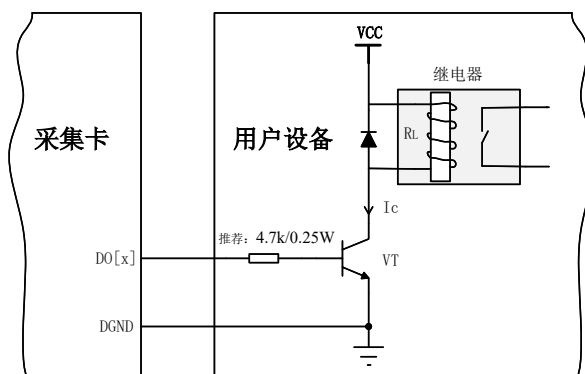 VCC
继电器
采集卡
用户设备
RL
Ic
推荐：4.7k/0.25W
DO[x]
VT
DGND